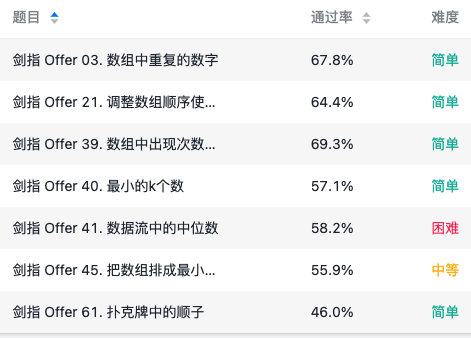 题目 通过率 难度
剑指 Offer 03. 数组中重复的数字 67.8% 简单
剑指 Offer 21. 调整数组顺序使... 64.4% 简单
剑指 Offer 39. 数组中出现次数... 69.3% 简单
剑指 Offer 40. 最小的k个数 57.1% 简单
剑指 Offer 41. 数据流中的中位数 58.2% 困难
剑指 Offer 45. 把数组排成最小... 55.9% 中等
剑指 Offer 61. 扑克牌中的顺子 46.0% 简单